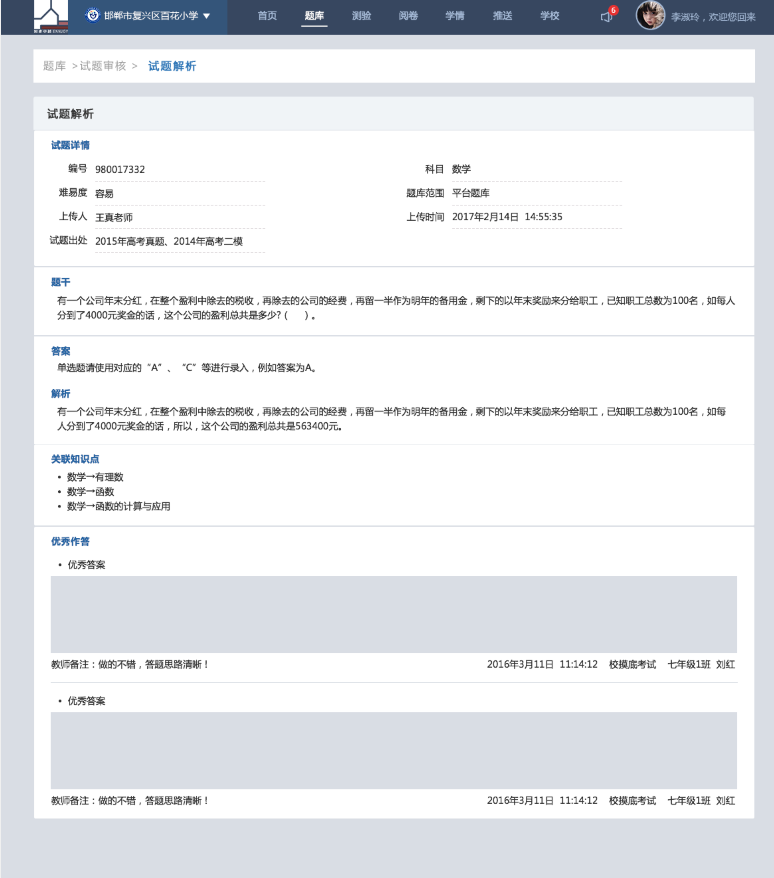 邯郸市复兴区百花小学 ▼ 首页 题库 测验 阅卷 学情 推送 学校 6 李淑玲，欢迎您回来
题库 >试题审核 > 试题解析
试题解析
试题详情
编号 980017332 科目 数学
难易度 容易 题库范围 平台题库
上传人 王真老师 上传时间 2017年2月14日 14:55:35
试题出处 2015年高考真题、2014年高考二模
题干
有一个公司年末分红，在整个盈利中除去的税收，再除去的公司的经费，再留一半作为明年的备用金，剩下的以年末奖励来分给职工，已知职工总数为100名，如每人
分到了4000元奖金的话，这个公司的盈利总共是多少?（ ）。
答案
单选题请使用对应的“A”、“C”等进行录入，例如答案为A。
解析
有一个公司年末分红，在整个盈利中除去的税收，再除去的公司的经费，再留一半作为明年的备用金，剩下的以年末奖励来分给职工，已知职工总数为100名，如每
人分到了4000元奖金的话，所以，这个公司的盈利总共是563400元。
关联知识点
• 数学→有理数
• 数学→函数
• 数学→函数的计算与应用
优秀作答
• 优秀答案
教师备注：做的不错，答题思路清晰！ 2016年3月11日 11:14:12 校摸底考试 七年级1班 刘红
• 优秀答案
教师备注：做的不错，答题思路清晰！ 2016年3月11日 11:14:12 校摸底考试 七年级1班 刘红